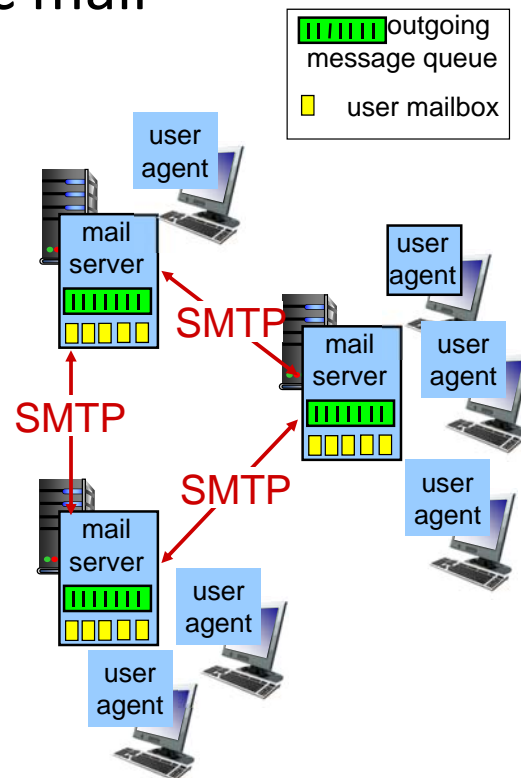 mail
outgoing
message queue
user mailbox
user
agent
mail
server
user
agent
SMTP
mail
server
user
agent
SMTP
user
agent
SMTP
mail
server
user
agent
user
agent